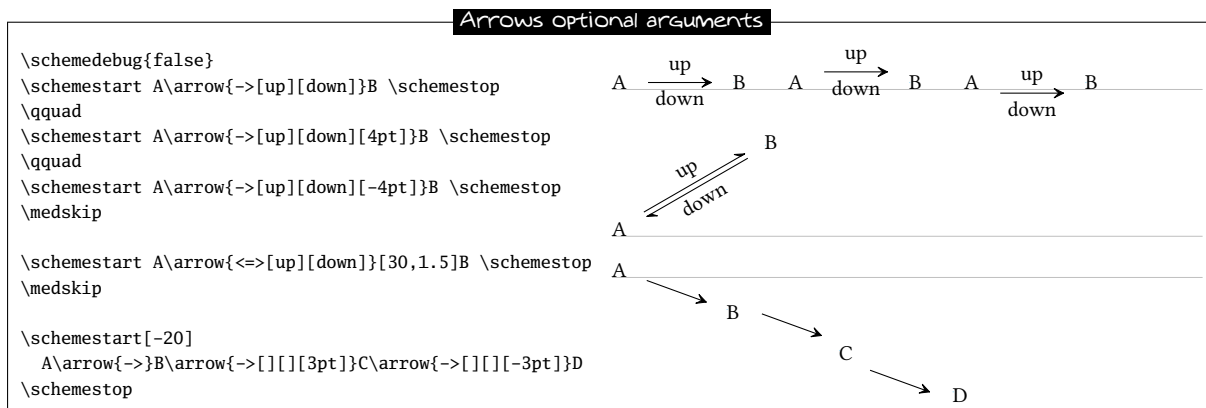 Arrows optional arguments
\schemedebug{false}
\schemestart A\arrow{->[up][down]}B \schemestop
\qquad
\schemestart A\arrow{->[up][down][4pt]}B \schemestop
\qquad
\schemestart A\arrow{->[up][down][-4pt]}B \schemestop
\medskip
\schemestart A\arrow{<=>[up][down]}[30,1.5]B \schemestop
\medskip
\schemestart[-20]
A\arrow{->}B\arrow{->[][][3pt]}C\arrow{->[][][-3pt]}D
\schemestop
up up up
A B A B A B
down down down
B
up
down
A
A
B
C
D